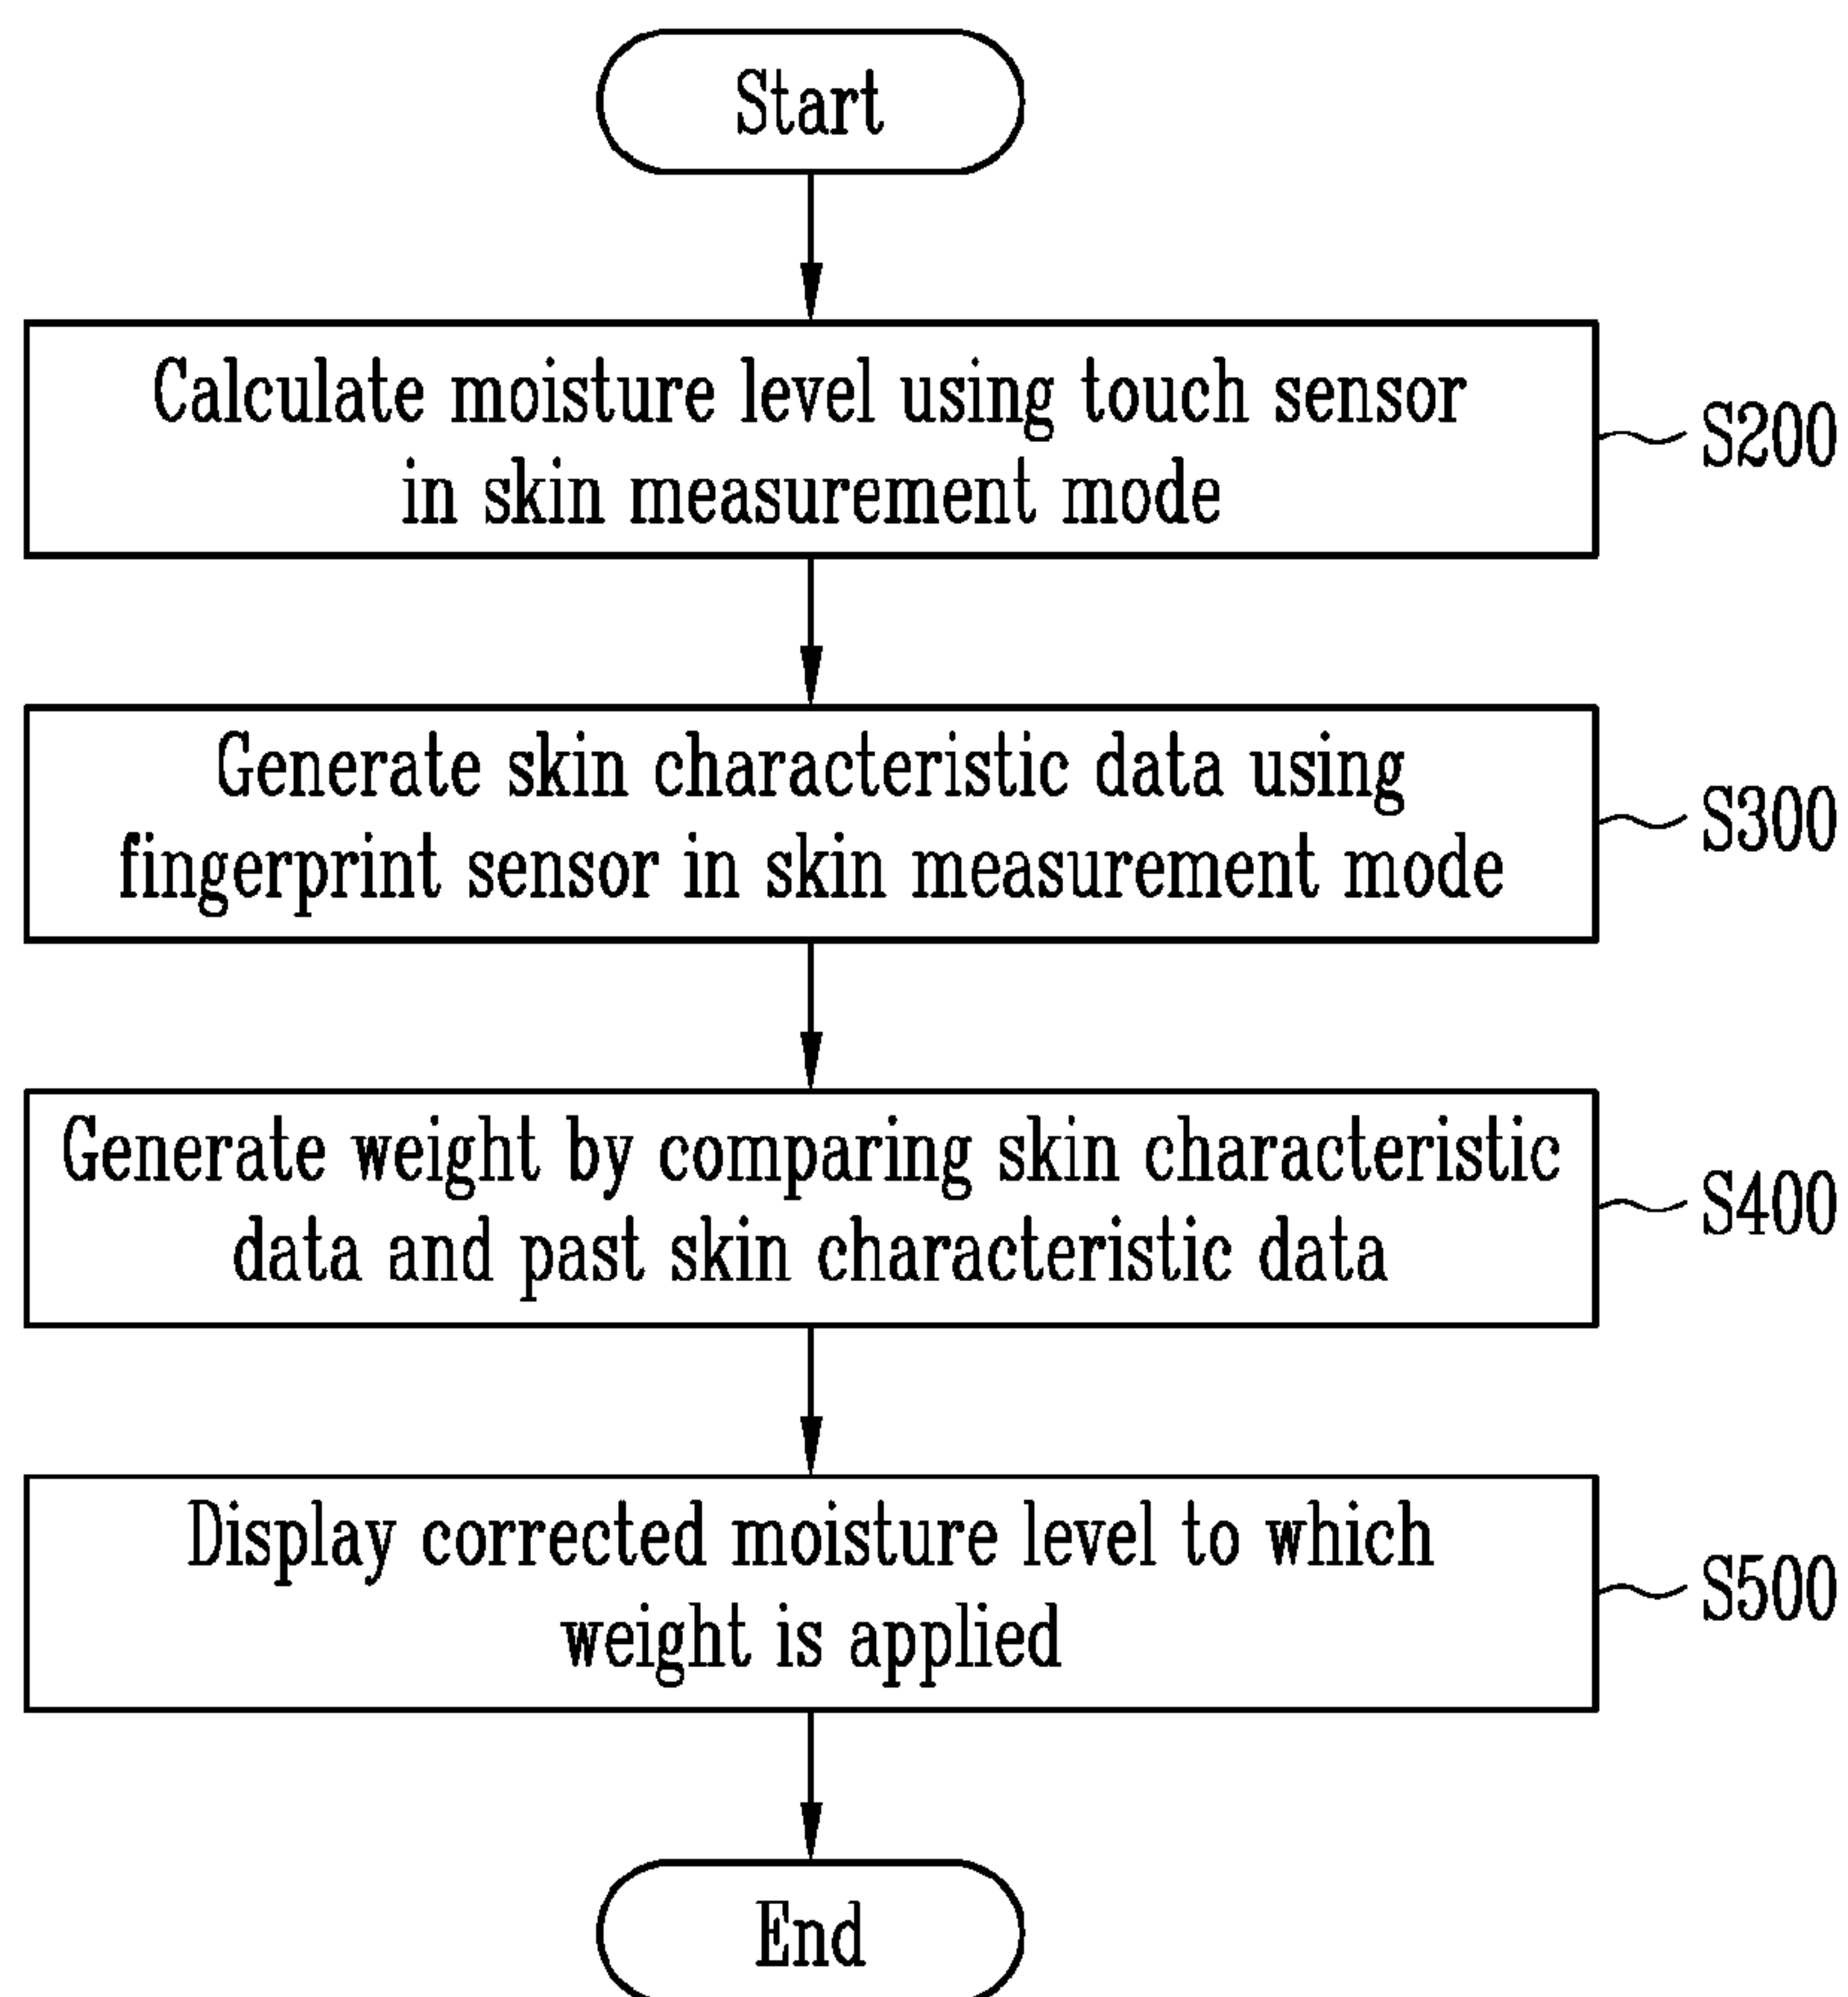 Start
Calculate moisture level using touch sensor
in skin measurement mode
S200
Generate skin characteristic data using
fingerprint sensor in skin measurement mode
S300
Generate weight by comparing skin characteristic
data and past skin characteristic data
S400
Display corrected moisture level to which
weight is applied
S500
End